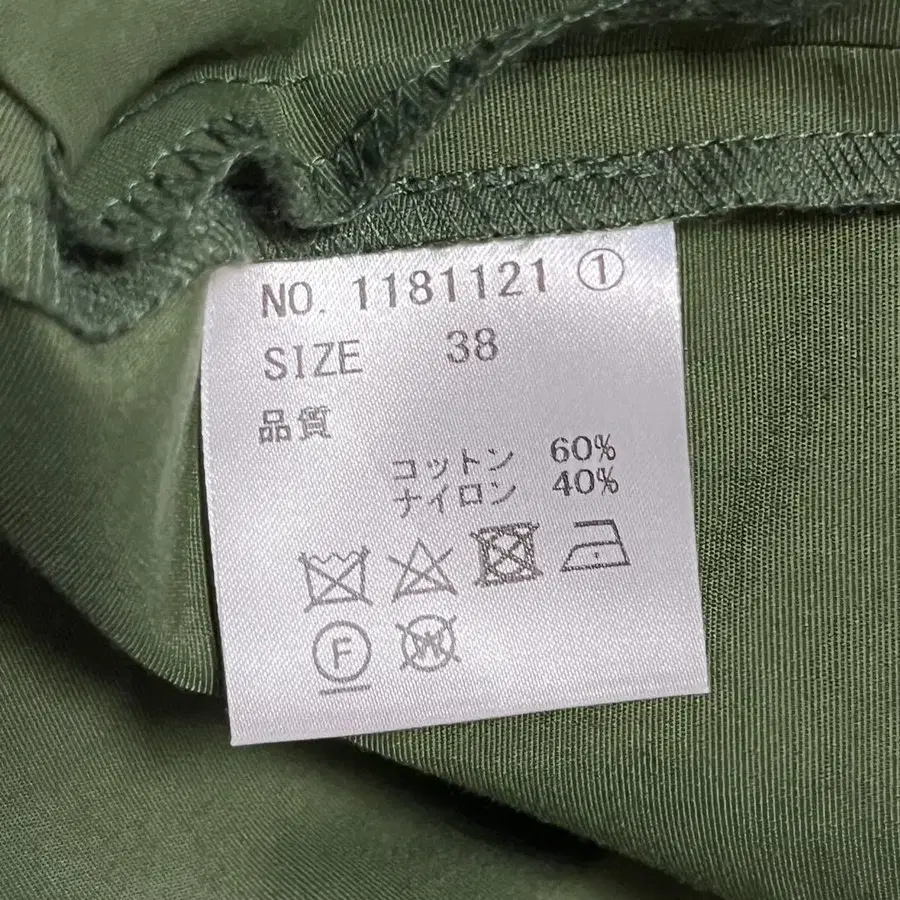 NO. 1181121 ①
SIZE 38
品質
コットン 60%
ナイロン 40%
F W